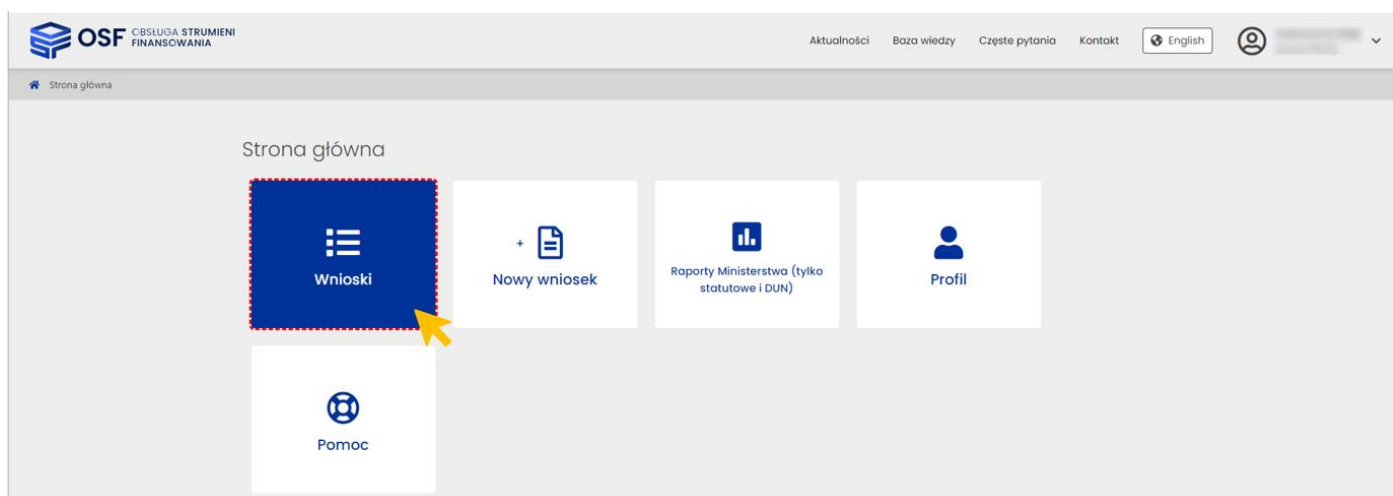 OSF OBSŁUGA STRUMIENI
FINANSOWANIA
Aktualności Baza wiedzy Częste pytania Kontakt English
Strona główna
Strona główna
Wnioski
+ Nowy wniosek
Raporty Ministerstwa (tylko
statutowe i DUN)
Profil
Pomoc